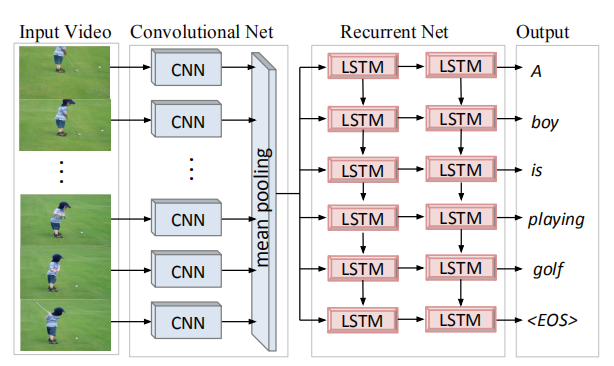 Input Video Convolutional Net Recurrent Net Output
CNN LSTM LSTM A
CNN LSTM LSTM boy
LSTM LSTM is
mean pooling
CNN LSTM LSTM playing
CNN LSTM LSTM golf
CNN LSTM LSTM <EOS>